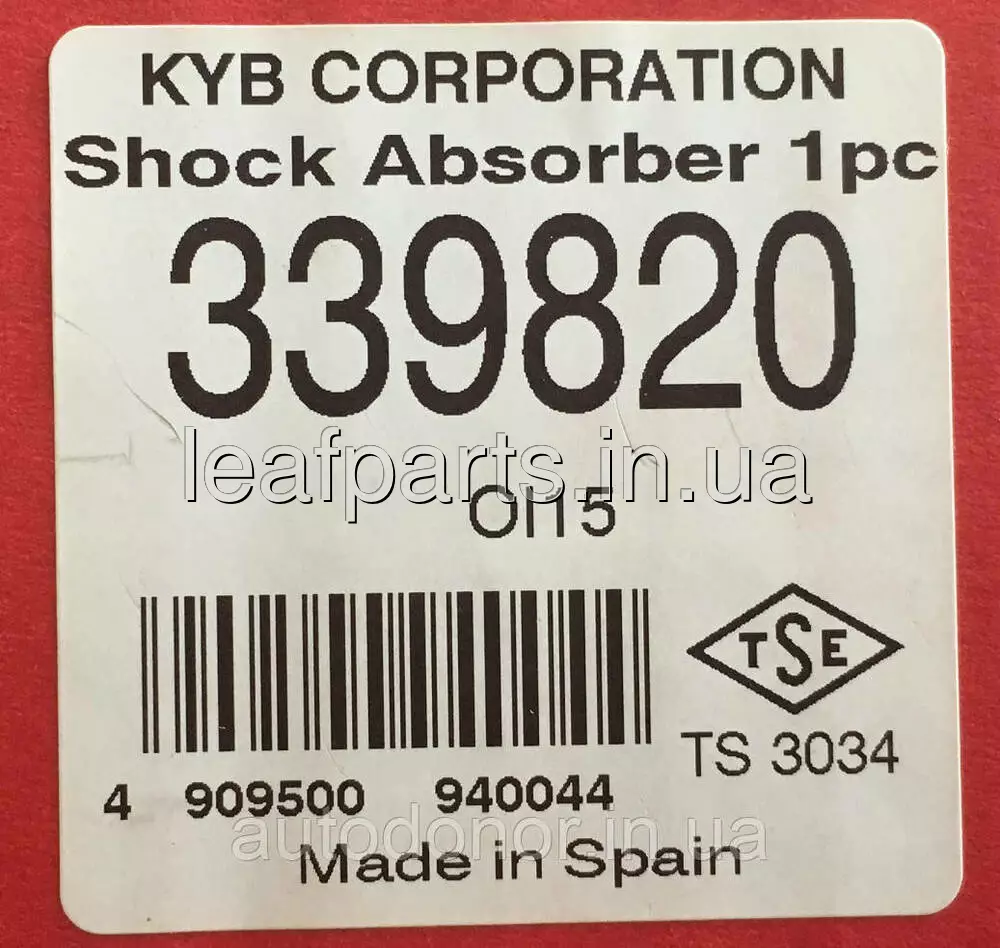 KYB CORPORATION
Shock Absorber 1pc
339820
leafparts.in.ua
TSE
TS 3034
4 909500 940044
autodonor.in.ua
Made in Spain